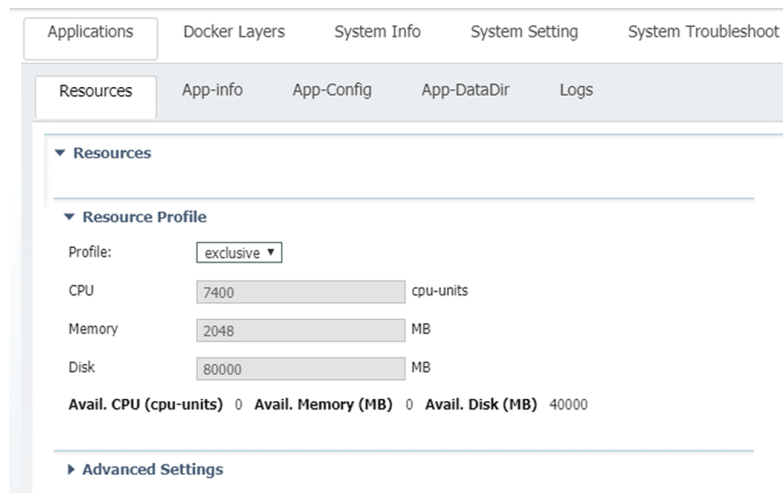 Applications Docker Layers System Info System Setting System Troubleshoot
Resources App-info App-Config App-DataDir Logs
Resources
Resource Profile
Profile: exclusive
CPU 7400 cpu-units
Memory 2048 MB
Disk 80000 MB
Avail. CPU (cpu-units) 0 Avail. Memory (MB) 0 Avail. Disk (MB) 40000
Advanced Settings